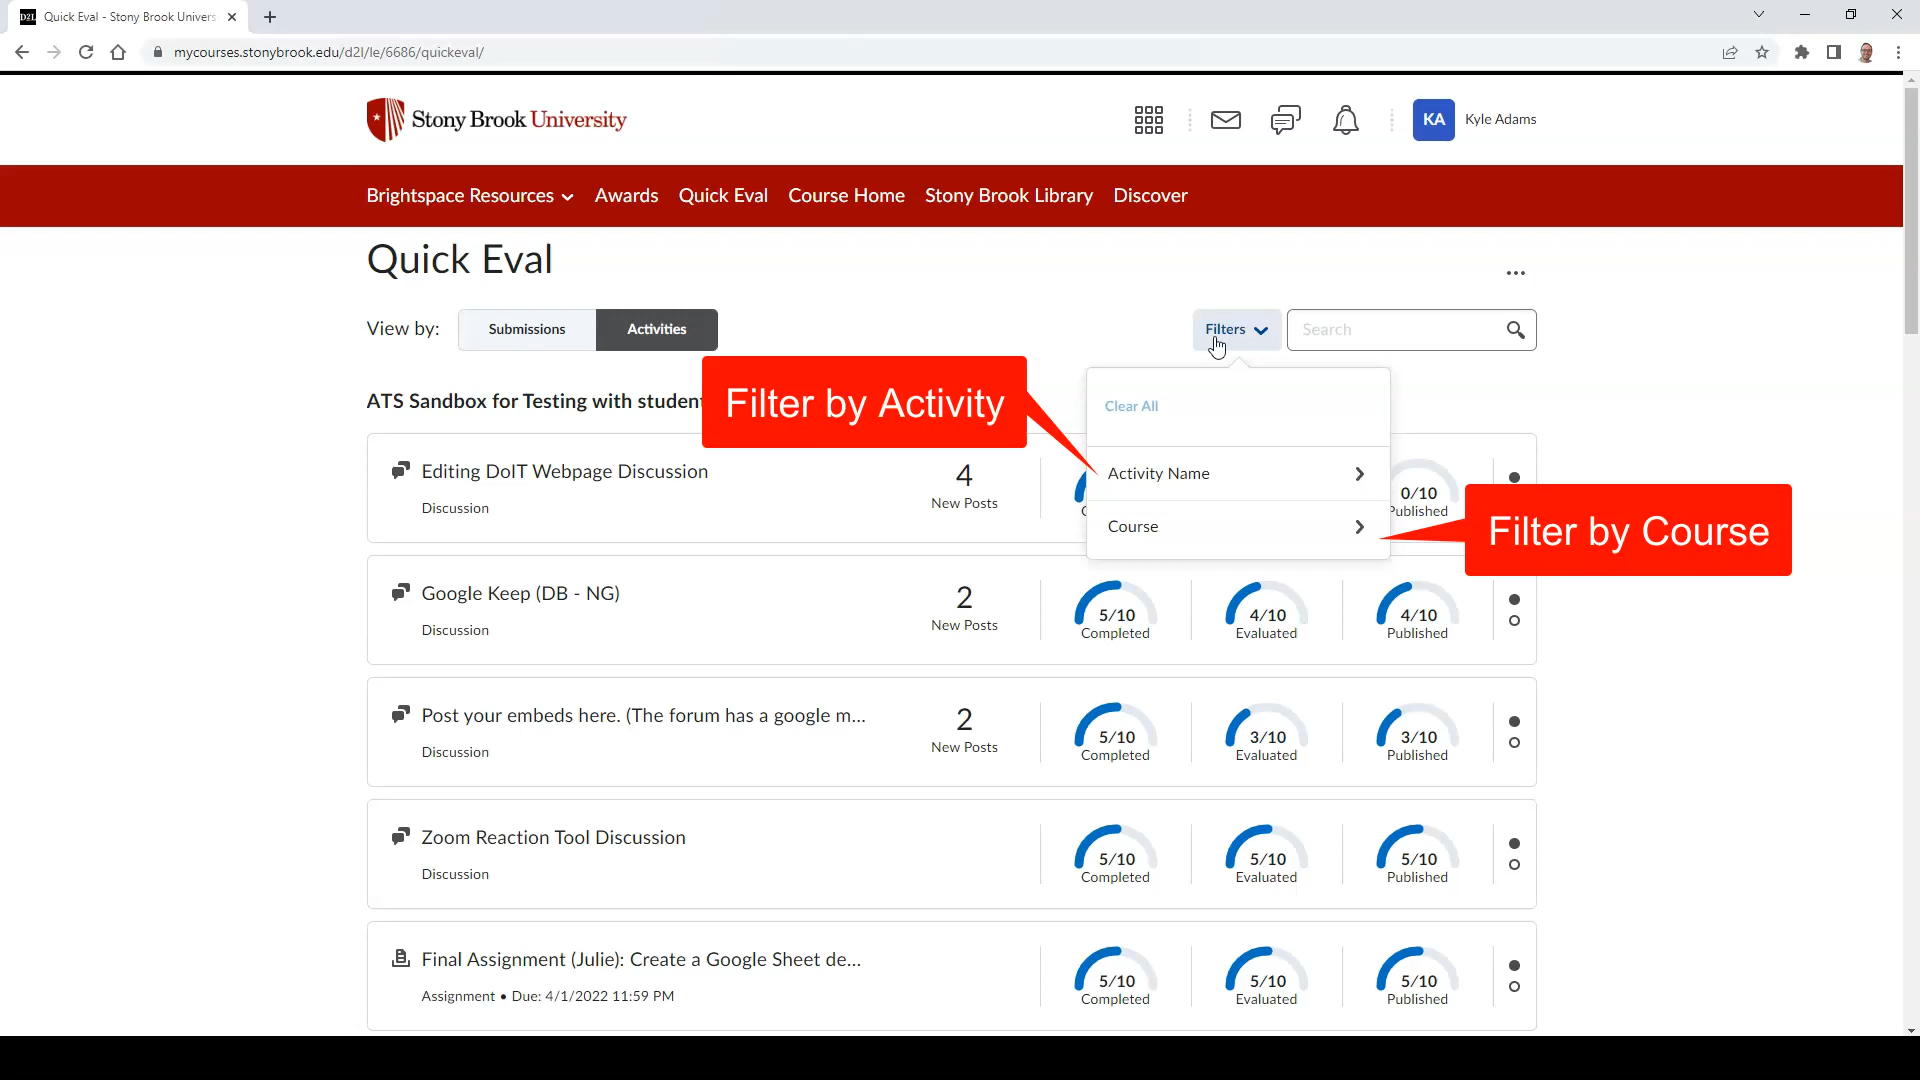 D2L Quick Eval - Stony Brook Univers
mycourses.stonybrook.edu/d2l/le/6686/quickeval/
Stony Brook University
KA Kyle Adams
Brightspace Resources Awards Quick Eval Course Home Stony Brook Library Discover
Quick Eval
View by: Submissions Activities Filters Search
ATS Sandbox for Testing with studen
Filter by Activity
Clear All
Activity Name
Course
Filter by Course
Editing DoIT Webpage Discussion
Discussion
4
New Posts
0/10
Published
Google Keep (DB - NG)
Discussion
2
New Posts
5/10
Completed
4/10
Evaluated
4/10
Published
Post your embeds here. (The forum has a google m...
Discussion
2
New Posts
5/10
Completed
3/10
Evaluated
3/10
Published
Zoom Reaction Tool Discussion
Discussion
5/10
Completed
5/10
Evaluated
5/10
Published
Final Assignment (Julie): Create a Google Sheet de...
Assignment • Due: 4/1/2022 11:59 PM
5/10
Completed
5/10
Evaluated
5/10
Published